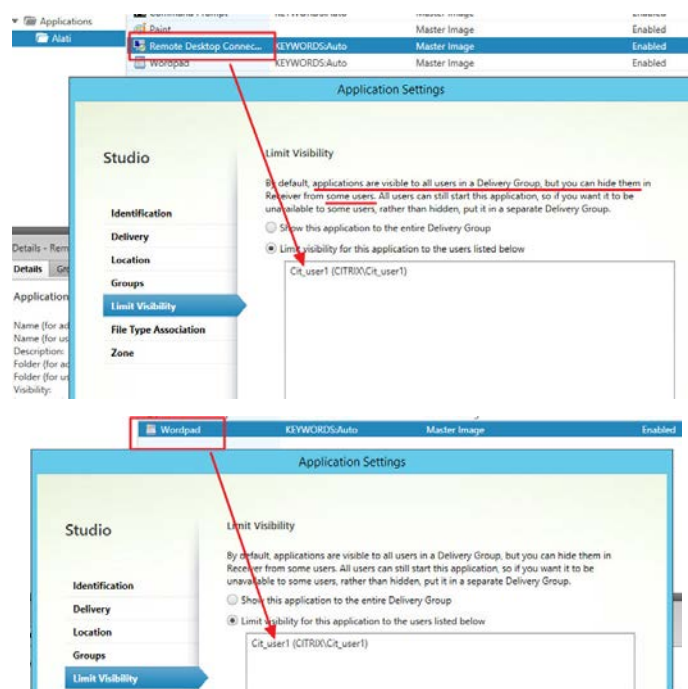 Applications
Paint Master Image Enabled
Alati
Remote Desktop Connec... KEYWORDS:Auto Master Image Enabled
Wordpad KEYWORDS:Auto Master Image Enabled
Application Settings
Studio
Limit Visibility
By default, applications are visible to all users in a Delivery Group, but you can hide them in
Receiver from some users. All users can still start this application, so if you want it to be
unavailable to some users, rather than hidden, put it in a separate Delivery Group.
Show this application to the entire Delivery Group
Limit visibility for this application to the users listed below
Cit_user1 (CITRIX\Cit_user1)
Identification
Delivery
Location
Groups
Limit Visibility
File Type Association
Zone
Details - Rem
Details Gr
Application
Name (for ad
Name (for us
Description:
Folder (for ad
Folder (for us
Visibility:
Wordpad KEYWORDS:Auto Master Image Enabled
Application Settings
Studio
Limit Visibility
By default, applications are visible to all users in a Delivery Group, but you can hide them in
Receiver from some users. All users can still start this application, so if you want it to be
unavailable to some users, rather than hidden, put it in a separate Delivery Group.
Show this application to the entire Delivery Group
Limit visibility for this application to the users listed below
Cit_user1 (CITRIX\Cit_user1)
Identification
Delivery
Location
Groups
Limit Visibility